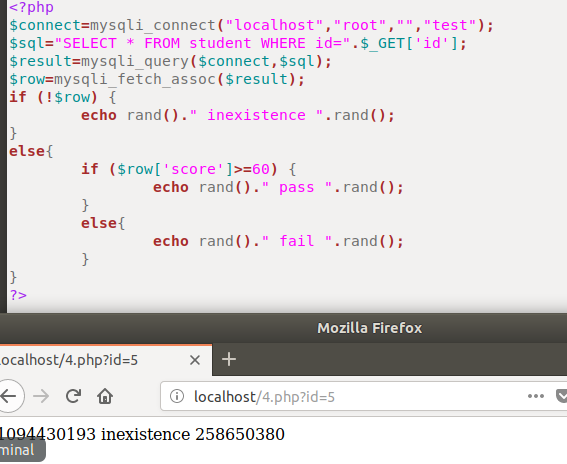 <?php
$connect=mysqli_connect("localhost","root","","test");
$sql="SELECT * FROM student WHERE id=".$_GET['id'];
$result=mysqli_query($connect,$sql);
$row=mysqli_fetch_assoc($result);
if (!$row) {
echo rand()." inexistence ".rand();
}
else{
if ($row['score']>=60) {
echo rand()." pass ".rand();
}
else{
echo rand()." fail ".rand();
}
}
?>
Mozilla Firefox
ocalhost/4.php?id=5
localhost/4.php?id=5
1094430193 inexistence 258650380
minal